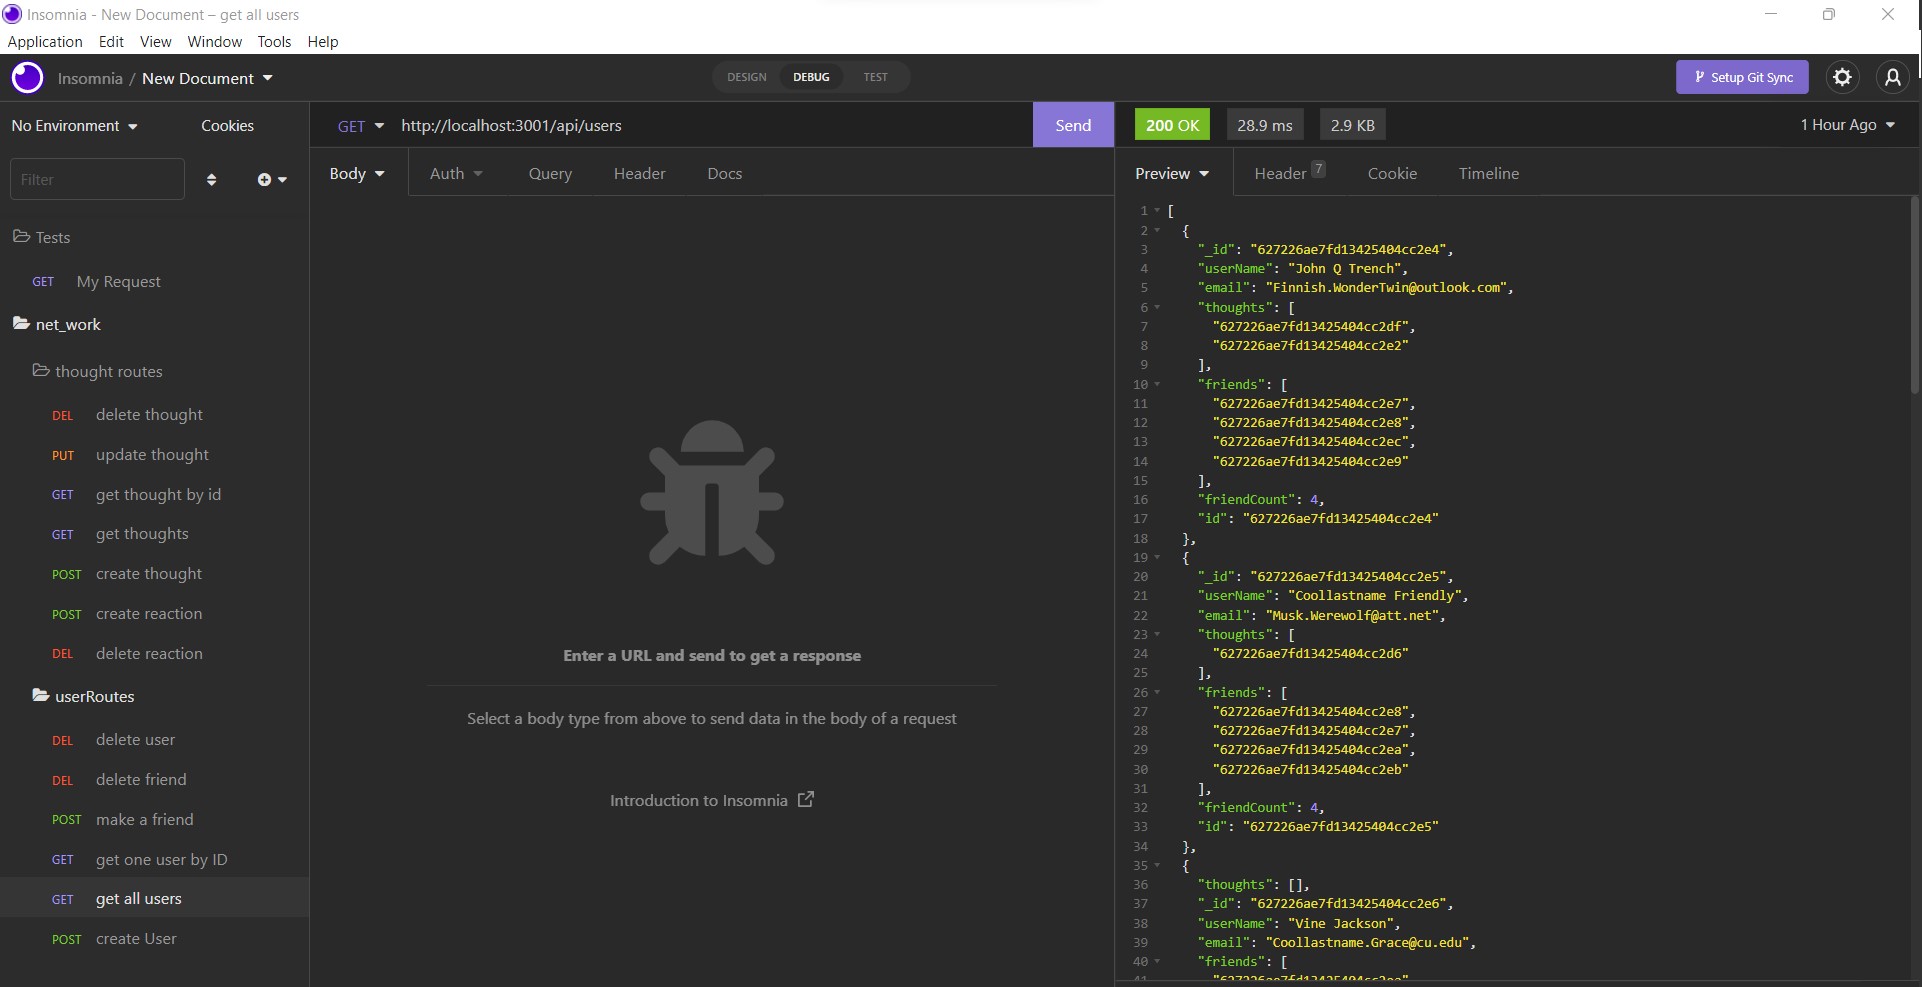 Insomnia - New Document – get all users
Application Edit View Window Tools Help
Insomnia / New Document
DESIGN DEBUG TEST
Setup Git Sync
No Environment Cookies
Filter
Tests
GET My Request
net_work
thought routes
DEL delete thought
PUT update thought
GET get thought by id
GET get thoughts
POST create thought
POST create reaction
DEL delete reaction
userRoutes
DEL delete user
DEL delete friend
POST make a friend
GET get one user by ID
GET get all users
POST create User
GET http://localhost:3001/api/users Send
Body Auth Query Header Docs
Enter a URL and send to get a response
Select a body type from above to send data in the body of a request
Introduction to Insomnia
200 OK 28.9 ms 2.9 KB 1 Hour Ago
Preview Header 7 Cookie Timeline
1 [
2 {
3 "_id": "627226ae7fd13425404cc2e4",
4 "userName": "John Q Trench",
5 "email": "Finnish.WonderTwin@outlook.com",
6 "thoughts": [
7 "627226ae7fd13425404cc2df",
8 "627226ae7fd13425404cc2e2"
9 ],
10 "friends": [
11 "627226ae7fd13425404cc2e7",
12 "627226ae7fd13425404cc2e8",
13 "627226ae7fd13425404cc2ec",
14 "627226ae7fd13425404cc2e9"
15 ],
16 "friendCount": 4,
17 "id": "627226ae7fd13425404cc2e4"
18 },
19 {
20 "_id": "627226ae7fd13425404cc2e5",
21 "userName": "Coollastname Friendly",
22 "email": "Musk.Werewolf@att.net",
23 "thoughts": [
24 "627226ae7fd13425404cc2d6"
25 ],
26 "friends": [
27 "627226ae7fd13425404cc2e8",
28 "627226ae7fd13425404cc2e7",
29 "627226ae7fd13425404cc2ea",
30 "627226ae7fd13425404cc2eb"
31 ],
32 "friendCount": 4,
33 "id": "627226ae7fd13425404cc2e5"
34 },
35 {
36 "thoughts": [],
37 "_id": "627226ae7fd13425404cc2e6",
38 "userName": "Vine Jackson",
39 "email": "Coollastname.Grace@cu.edu",
40 "friends": [
41